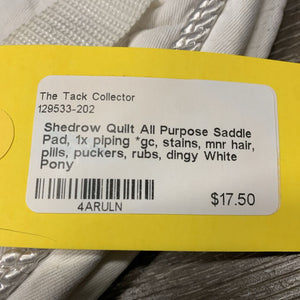 The Tack Collector
129533-202
Shedrow Quilt All Purpose Saddle
Pad, 1x piping *gc, stains, mnr hair,
pills, puckers, rubs, dingy White
Pony
$17.50
4ARULN